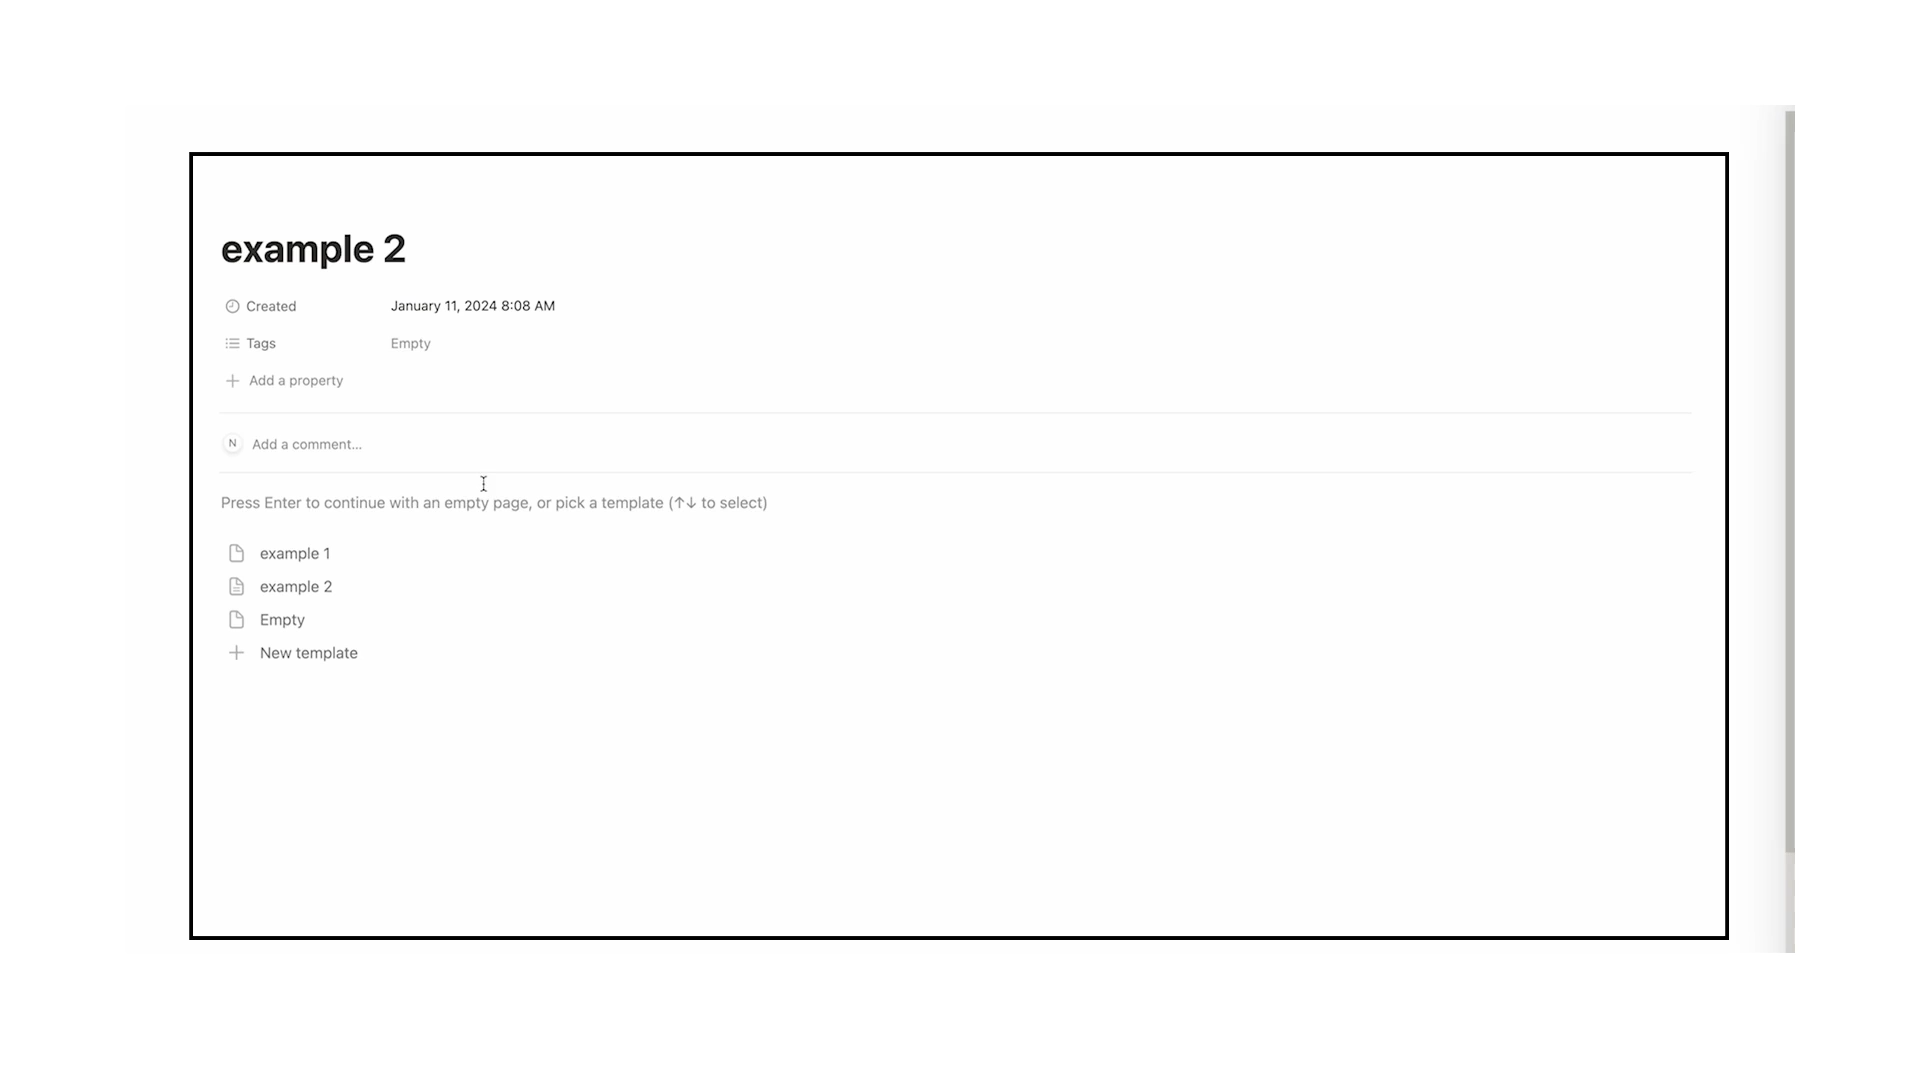 example 2
Created January 11, 2024 8:08 AM
Tags Empty
Add a property
N Add a comment...
Press Enter to continue with an empty page, or pick a template (↑↓ to select)
example 1
example 2
Empty
New template